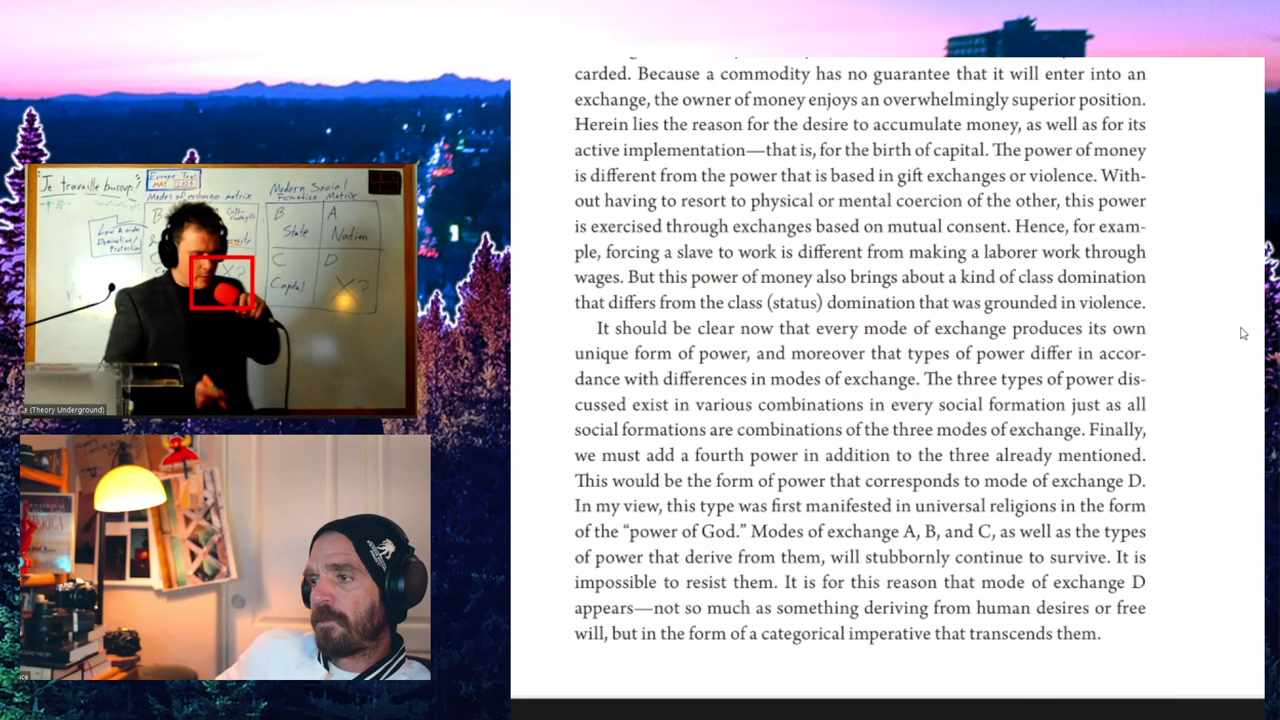 "Je travaille bucoup!"
Europe Tour
MAY 2026
Modes of exchange matrix
Modern Social
Formation Matrix
B
A
State
Nation
C
D
Capital
X?
e (Theory Underground)
carded. Because a commodity has no guarantee that it will enter into an
exchange, the owner of money enjoys an overwhelmingly superior position.
Herein lies the reason for the desire to accumulate money, as well as for its
active implementation—that is, for the birth of capital. The power of money
is different from the power that is based in gift exchanges or violence. With-
out having to resort to physical or mental coercion of the other, this power
is exercised through exchanges based on mutual consent. Hence, for exam-
ple, forcing a slave to work is different from making a laborer work through
wages. But this power of money also brings about a kind of class domination
that differs from the class (status) domination that was grounded in violence.
It should be clear now that every mode of exchange produces its own
unique form of power, and moreover that types of power differ in accor-
dance with differences in modes of exchange. The three types of power dis-
cussed exist in various combinations in every social formation just as all
social formations are combinations of the three modes of exchange. Finally,
we must add a fourth power in addition to the three already mentioned.
This would be the form of power that corresponds to mode of exchange D.
In my view, this type was first manifested in universal religions in the form
of the “power of God.” Modes of exchange A, B, and C, as well as the types
of power that derive from them, will stubbornly continue to survive. It is
impossible to resist them. It is for this reason that mode of exchange D
appears—not so much as something deriving from human desires or free
will, but in the form of a categorical imperative that transcends them.